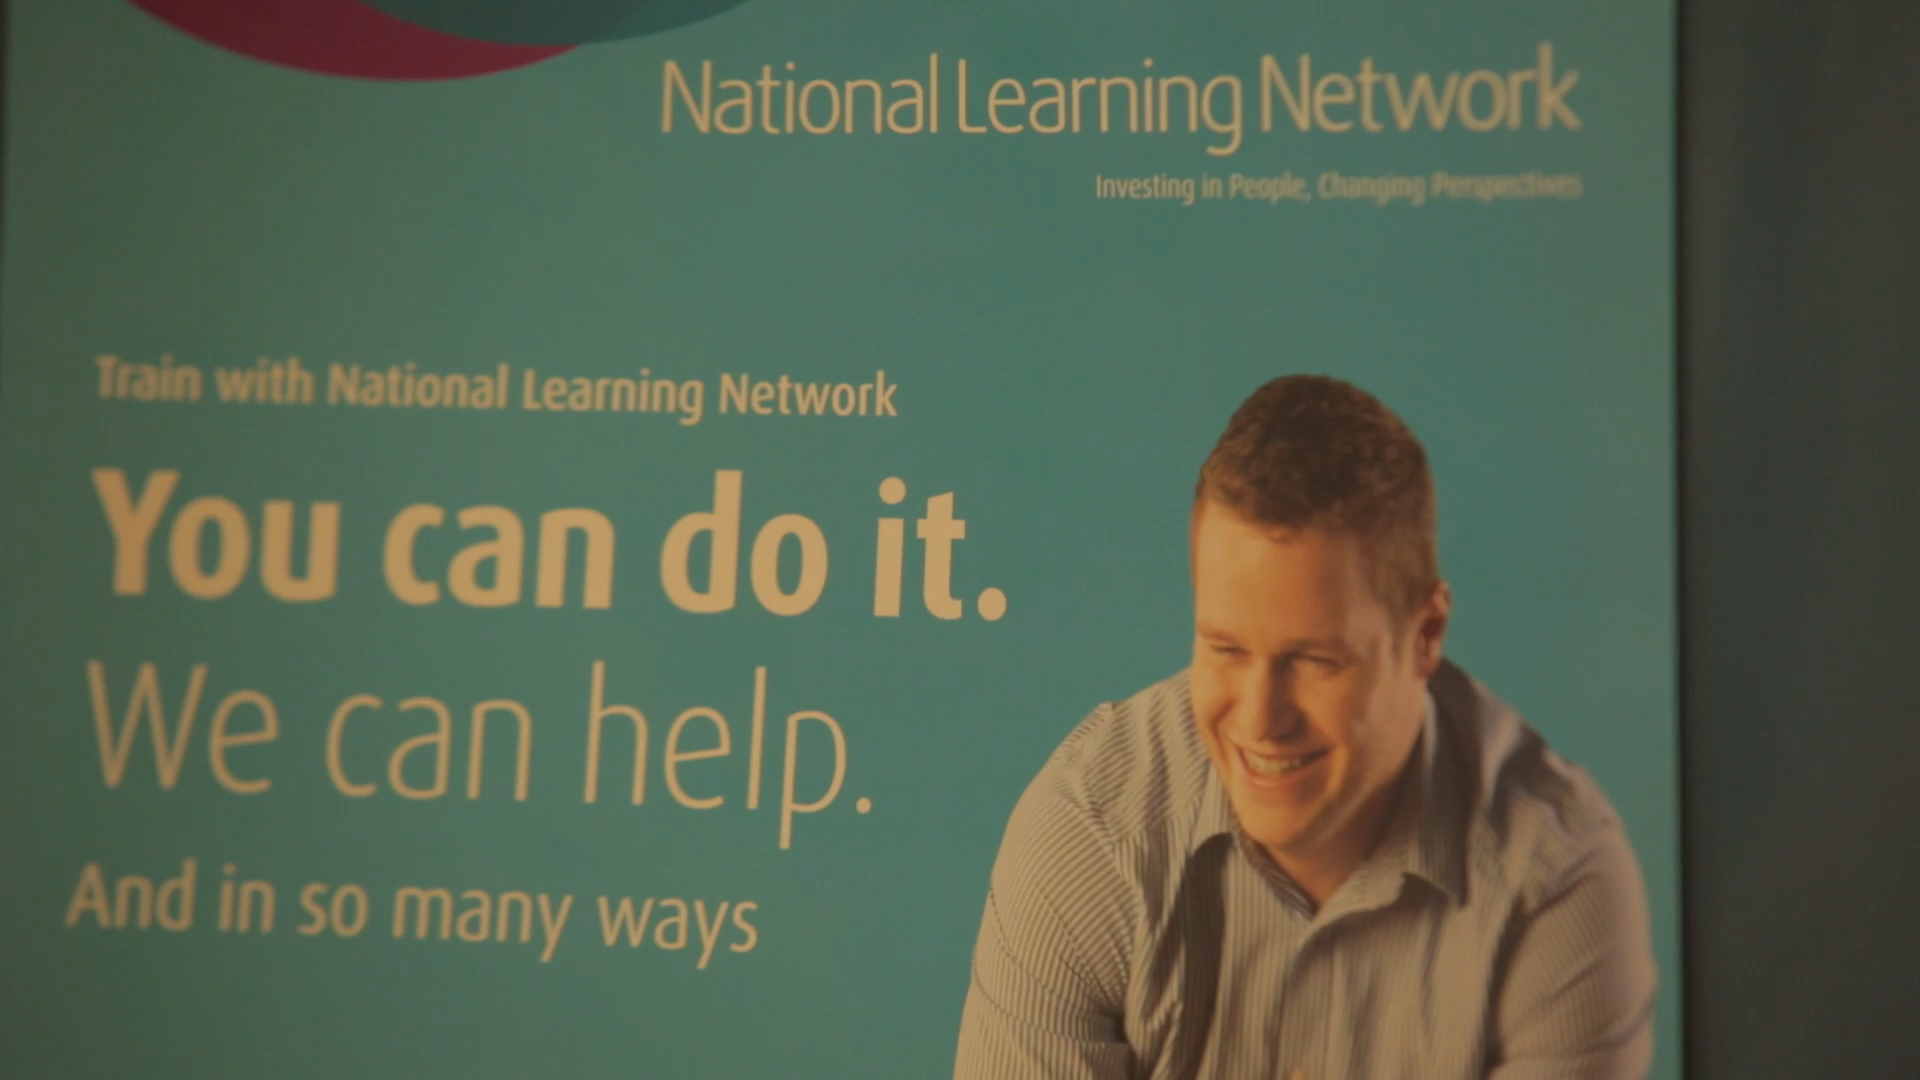 National Learning Network
Investing in People, Changing Perspectives
Train with National Learning Network
You can do it.
We can help.
And in so many ways